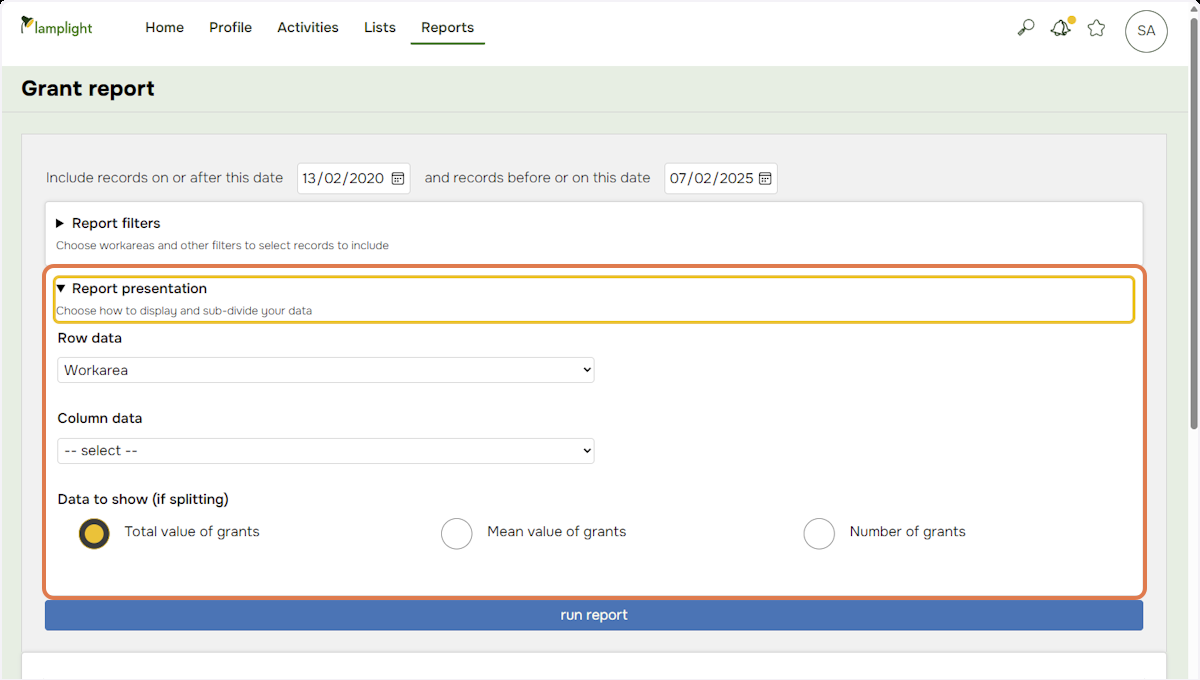 lamplight Home Profile Activities Lists Reports SA
Grant report
Include records on or after this date 13/02/2020 and records before or on this date 07/02/2025
Report filters
Choose workareas and other filters to select records to include
Report presentation
Choose how to display and sub-divide your data
Row data
Workarea
Column data
-- select --
Data to show (if splitting)
Total value of grants Mean value of grants Number of grants
run report